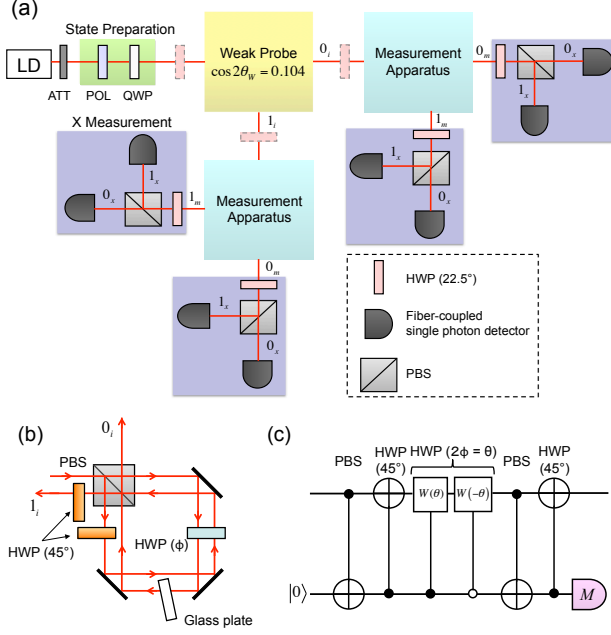 (a)
State Preparation
LD
ATT
POL
QWP
Weak Probe
cos2θ_W = 0.104
0_i
1_i
Measurement
Apparatus
0_m
0_x
1_x
1_m
1_x
0_x
X Measurement
1_x
0_x
1_m
Measurement
Apparatus
0_m
1_x
0_x
HWP (22.5°)
Fiber-coupled
single photon detector
PBS
(b)
0_i
PBS
1_i
HWP (45°)
HWP (ϕ)
Glass plate
(c)
PBS
HWP
(45°)
HWP (2ϕ = θ)
PBS
HWP
(45°)
W(θ)
W(−θ)
|0⟩
M